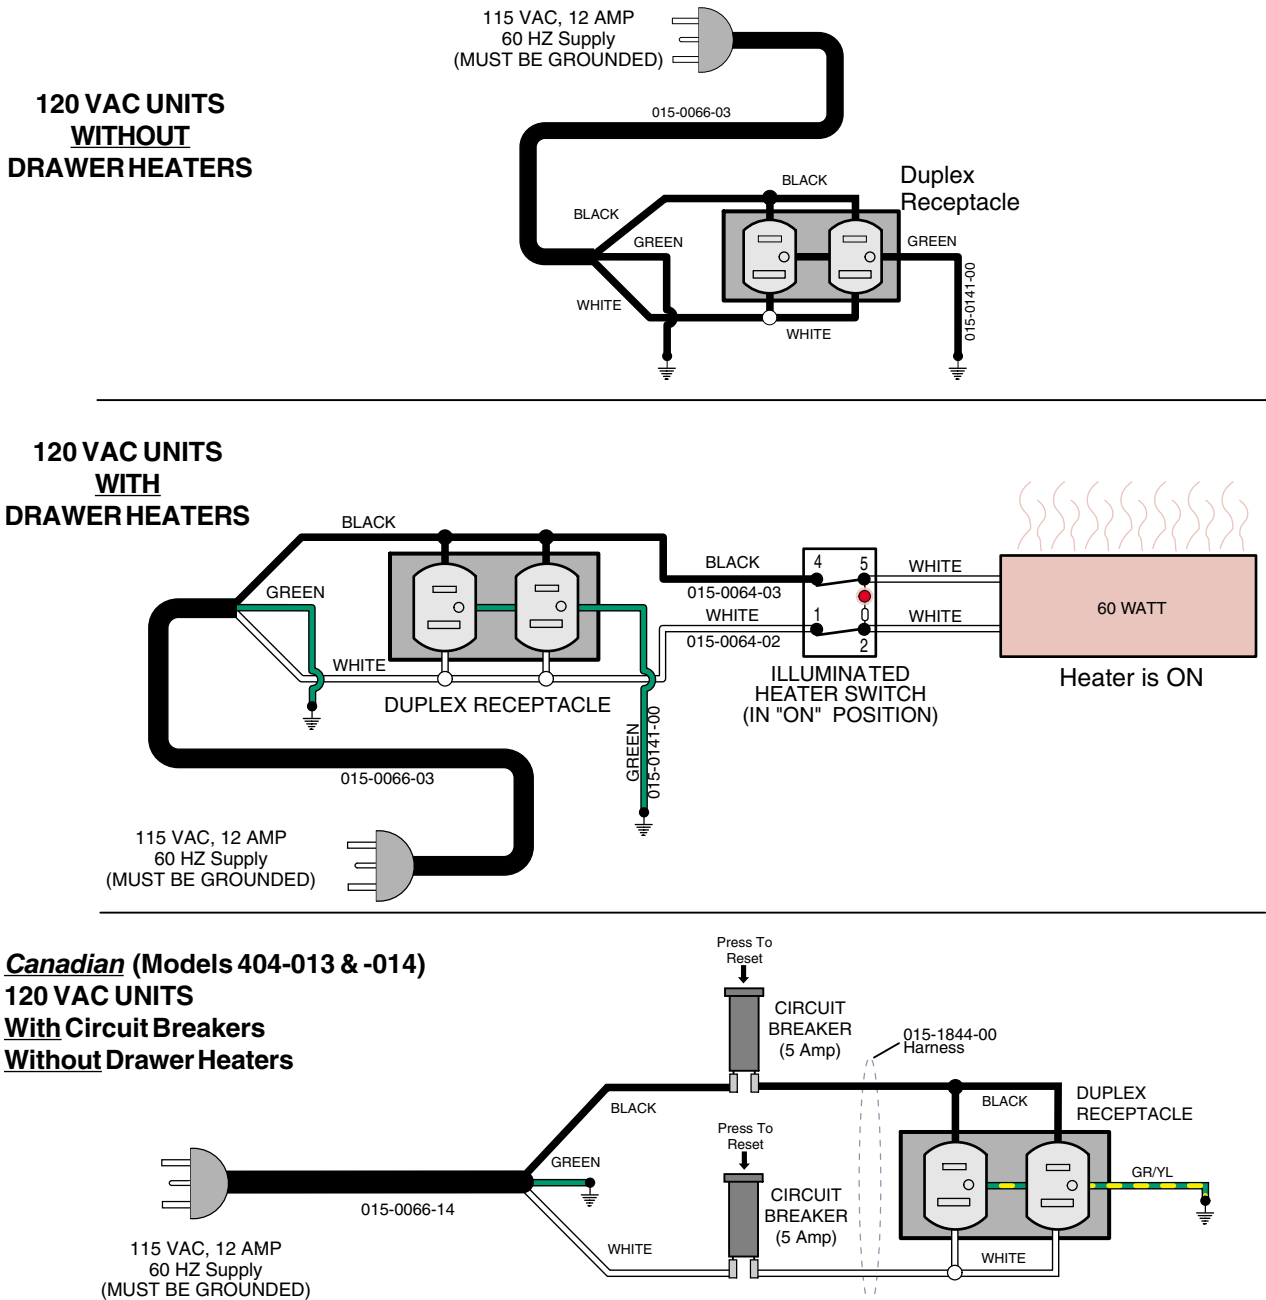 115 VAC, 12 AMP
60 HZ Supply
(MUST BE GROUNDED)
120 VAC UNITS
WITHOUT
DRAWER HEATERS
015-0066-03
BLACK
Duplex
Receptacle
BLACK
GREEN
GREEN
WHITE
WHITE
015-0141-00
120 VAC UNITS
WITH
DRAWER HEATERS
BLACK
GREEN
WHITE
DUPLEX RECEPTACLE
BLACK
015-0064-03
WHITE
015-0064-02
4
5
1
2
WHITE
WHITE
60 WATT
Heater is ON
ILLUMINATED
HEATER SWITCH
(IN "ON" POSITION)
GREEN
015-0141-00
015-0066-03
115 VAC, 12 AMP
60 HZ Supply
(MUST BE GROUNDED)
Canadian (Models 404-013 & -014)
120 VAC UNITS
With Circuit Breakers
Without Drawer Heaters
Press To
Reset
CIRCUIT
BREAKER
(5 Amp)
015-1844-00
Harness
BLACK
BLACK
DUPLEX
RECEPTACLE
Press To
Reset
GREEN
GR/YL
015-0066-14
CIRCUIT
BREAKER
(5 Amp)
WHITE
WHITE
115 VAC, 12 AMP
60 HZ Supply
(MUST BE GROUNDED)